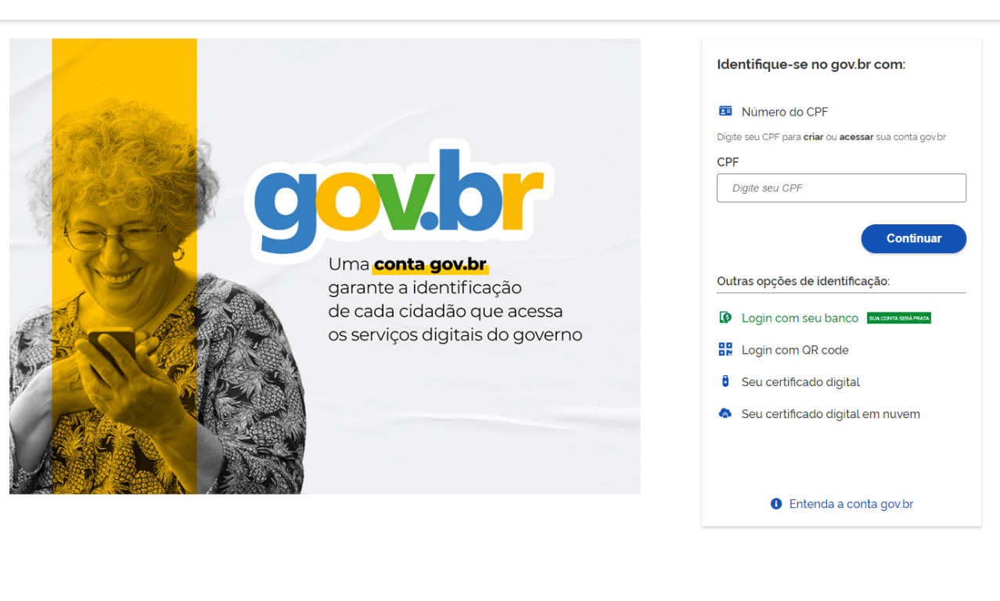 gov.br
Uma conta gov.br
garante a identificação
de cada cidadão que acessa
os serviços digitais do governo
Identifique-se no gov.br com:
Número do CPF
Digite seu CPF para criar ou acessar sua conta gov.br
CPF
Digite seu CPF
Continuar
Outras opções de identificação:
Login com seu banco SUA CONTA SERÁ PRATA
Login com QR code
Seu certificado digital
Seu certificado digital em nuvem
Entenda a conta gov.br